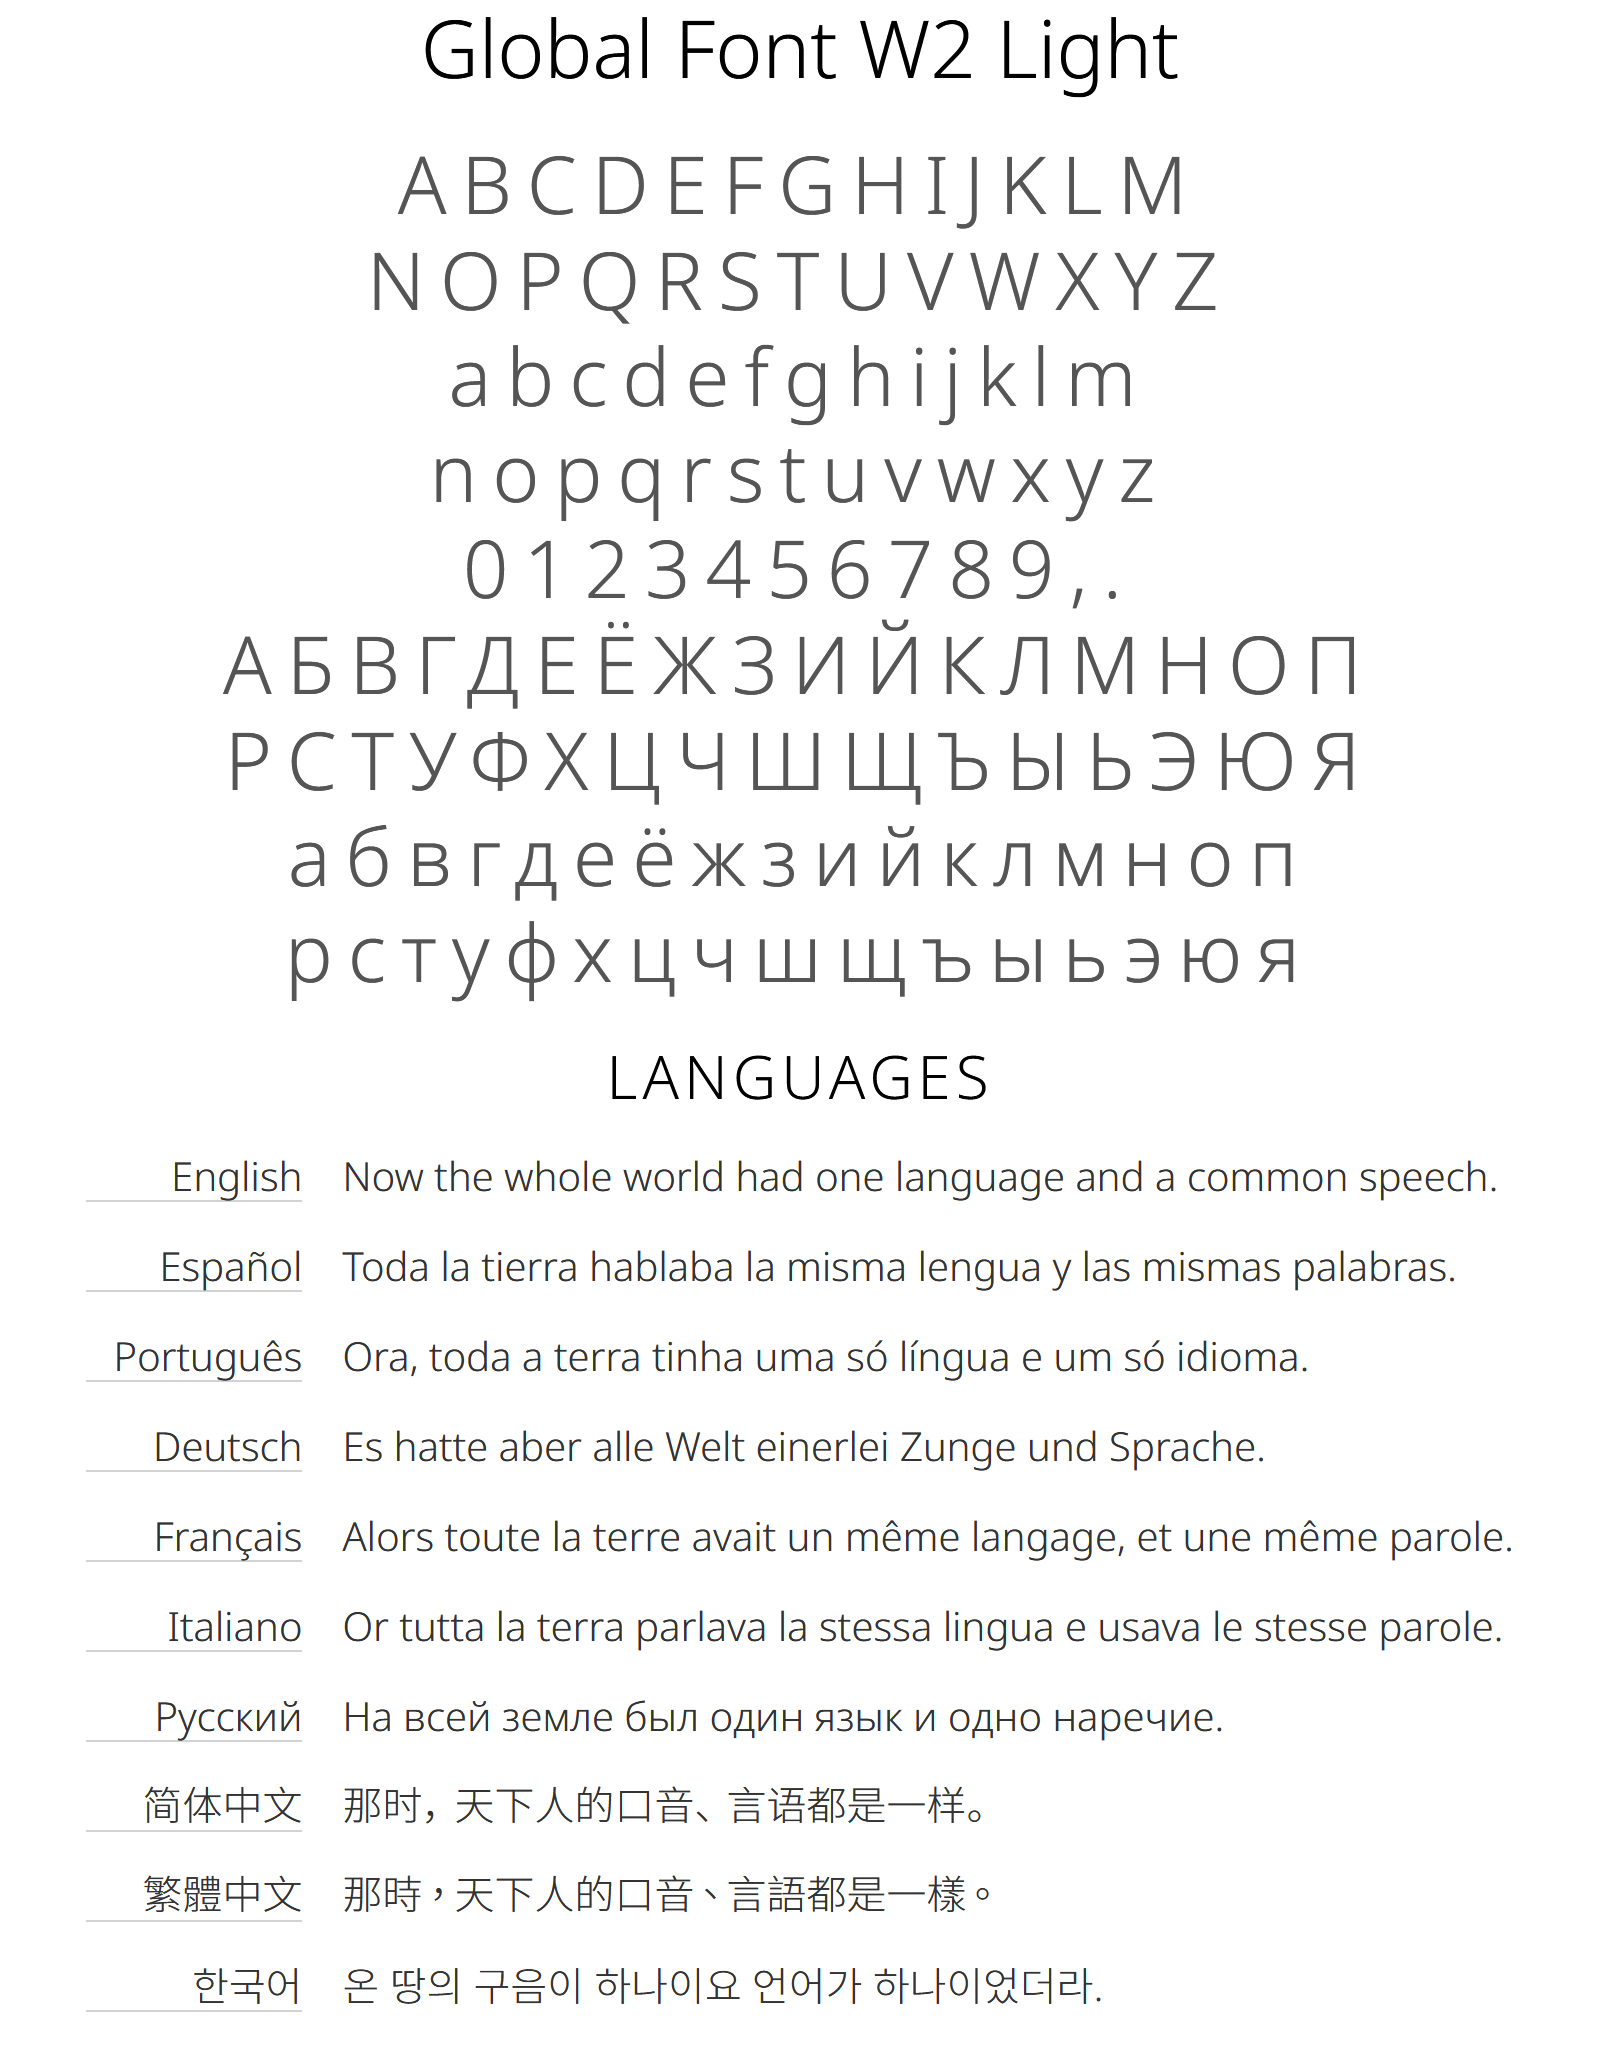 Global Font W2 Light
A B C D E F G H I J K L M
N O P Q R S T U V W X Y Z
a b c d e f g h i j k l m
n o p q r s t u v w x y z
0 1 2 3 4 5 6 7 8 9 , .
А Б В Г Д Е Ё Ж З И Й К Л М Н О П
Р С Т У Ф Х Ц Ч Ш Щ Ъ Ы Ь Э Ю Я
а б в г д е ё ж з и й к л м н о п
р с т у ф х ц ч ш щ ъ ы ь э ю я
LANGUAGES
English Now the whole world had one language and a common speech.
Español Toda la tierra hablaba la misma lengua y las mismas palabras.
Português Ora, toda a terra tinha uma só língua e um só idioma.
Deutsch Es hatte aber alle Welt einerlei Zunge und Sprache.
Français Alors toute la terre avait un même langage, et une même parole.
Italiano Or tutta la terra parlava la stessa lingua e usava le stesse parole.
Русский На всей земле был один язык и одно наречие.
简体中文 那时，天下人的口音、言语都是一样。
繁體中文 那時，天下人的口音、言語都是一樣。
한국어 온 땅의 구음이 하나이요 언어가 하나이었더라.